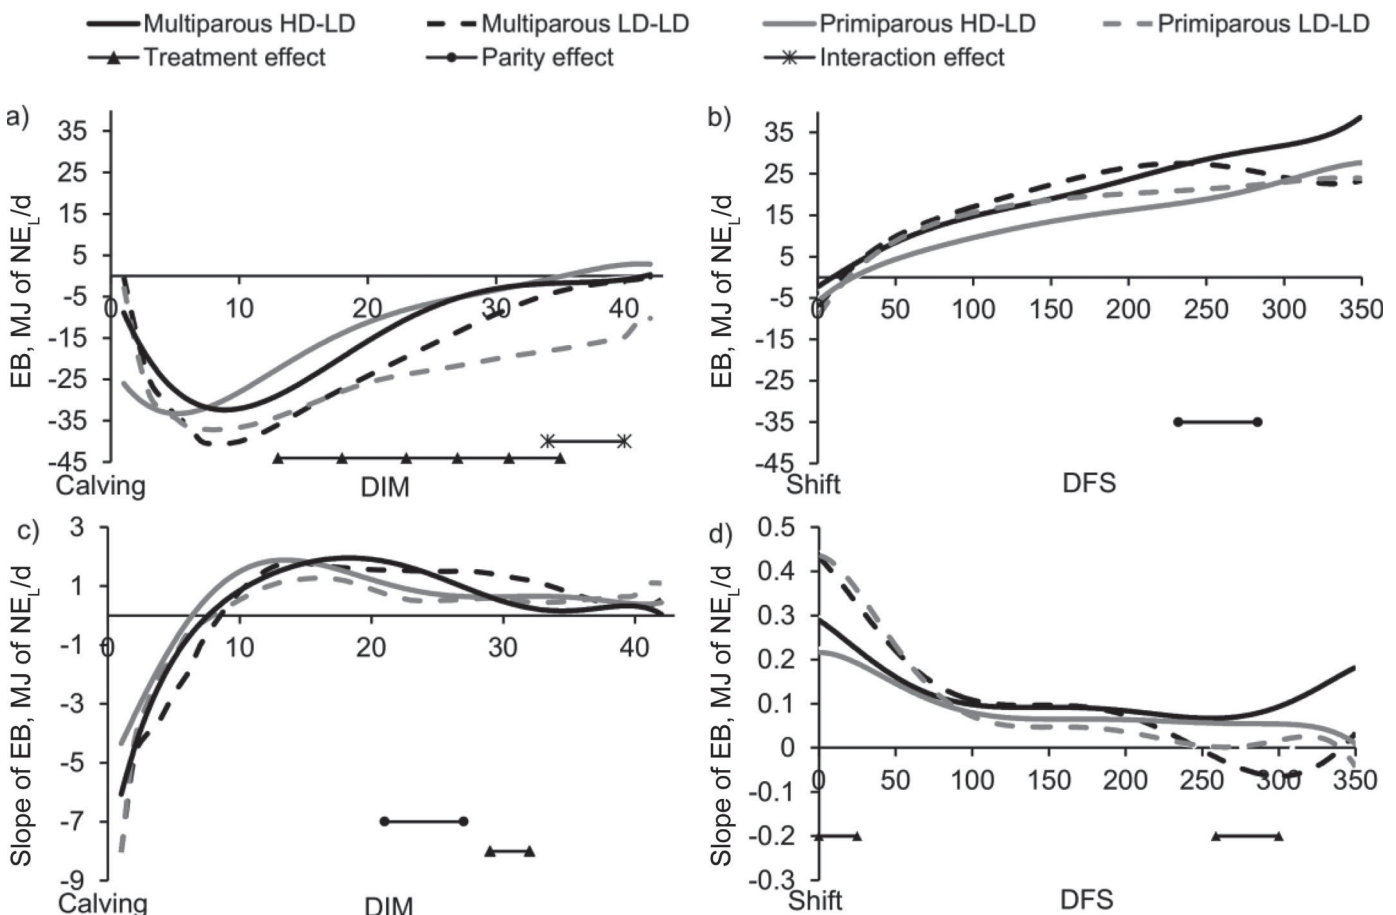 Multiparous HD-LD Multiparous LD-LD Primiparous HD-LD Primiparous LD-LD
Treatment effect Parity effect Interaction effect
a)
EB, MJ of NE_L/d
35
25
15
5
-5
-15
-25
-35
-45
0 10 20 30 40
Calving DIM
b)
EB, MJ of NE_L/d
35
25
15
5
-5
-15
-25
-35
-45
0 50 100 150 200 250 300 350
Shift DFS
c)
Slope of EB, MJ of NE_L/d
3
1
-1
-3
-5
-7
-9
0 10 20 30 40
Calving DIM
d)
Slope of EB, MJ of NE_L/d
0.5
0.4
0.3
0.2
0.1
0
-0.1
-0.2
-0.3
0 50 100 150 200 250 300 350
Shift DFS